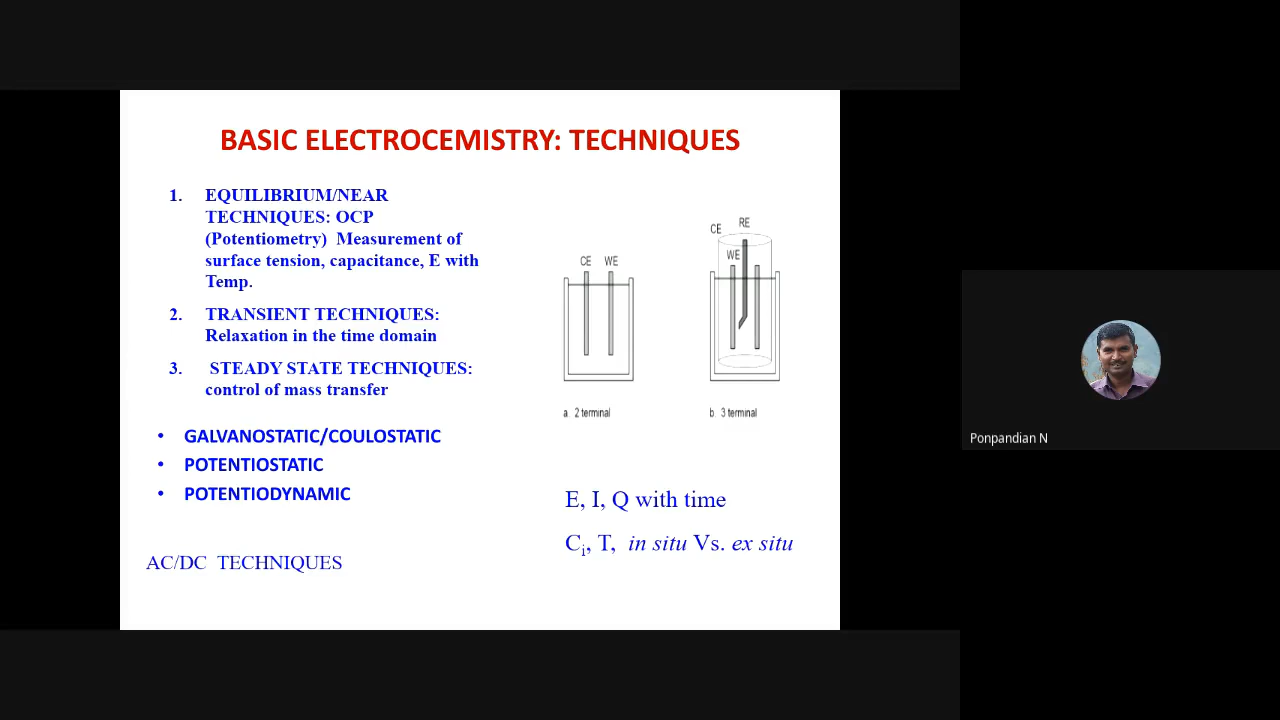 BASIC ELECTROCEMISTRY: TECHNIQUES
1. EQUILIBRIUM/NEAR
TECHNIQUES: OCP
(Potentiometry) Measurement of
surface tension, capacitance, E with
Temp.
2. TRANSIENT TECHNIQUES:
Relaxation in the time domain
3. STEADY STATE TECHNIQUES:
control of mass transfer
• GALVANOSTATIC/COULOSTATIC
• POTENTIOSTATIC
• POTENTIODYNAMIC
AC/DC TECHNIQUES
CE WE
a. 2 terminal
CE RE
WE
b. 3 terminal
E, I, Q with time
Ci, T, in situ Vs. ex situ
Ponpandian N